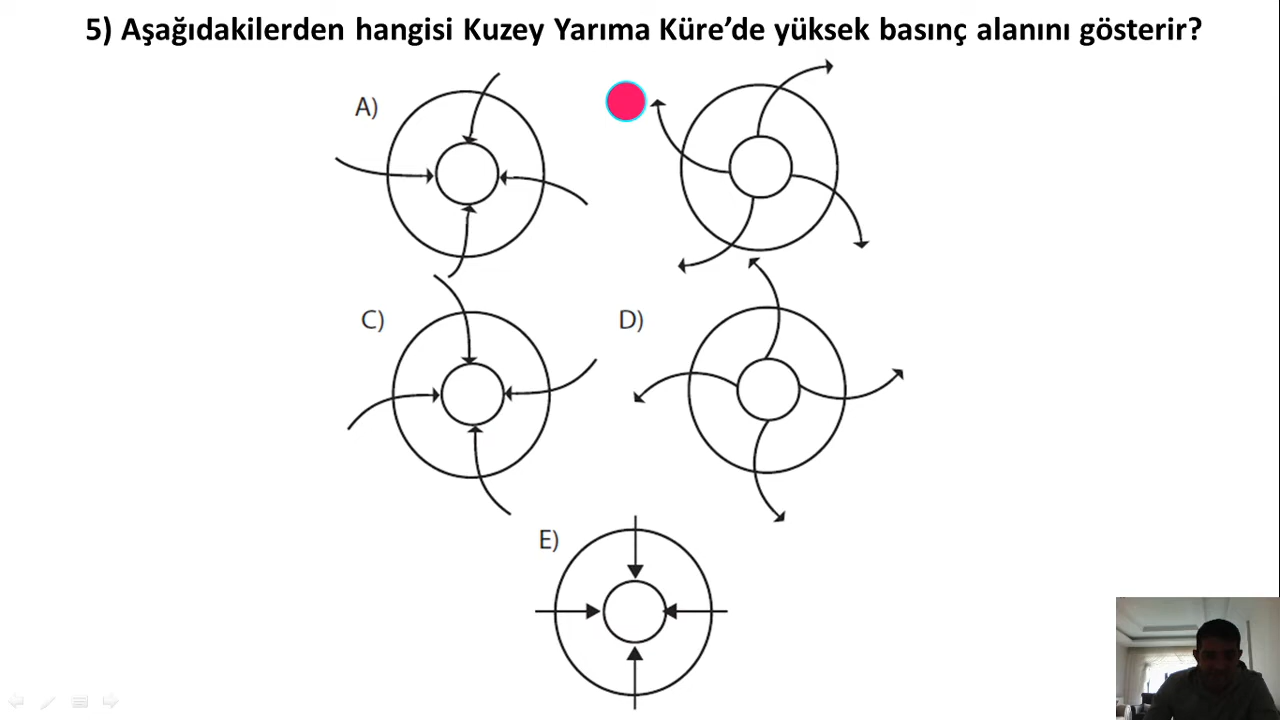 5) Aşağıdakilerden hangisi Kuzey Yarıma Küre’de yüksek basınç alanını gösterir?
A)
C)
D)
E)